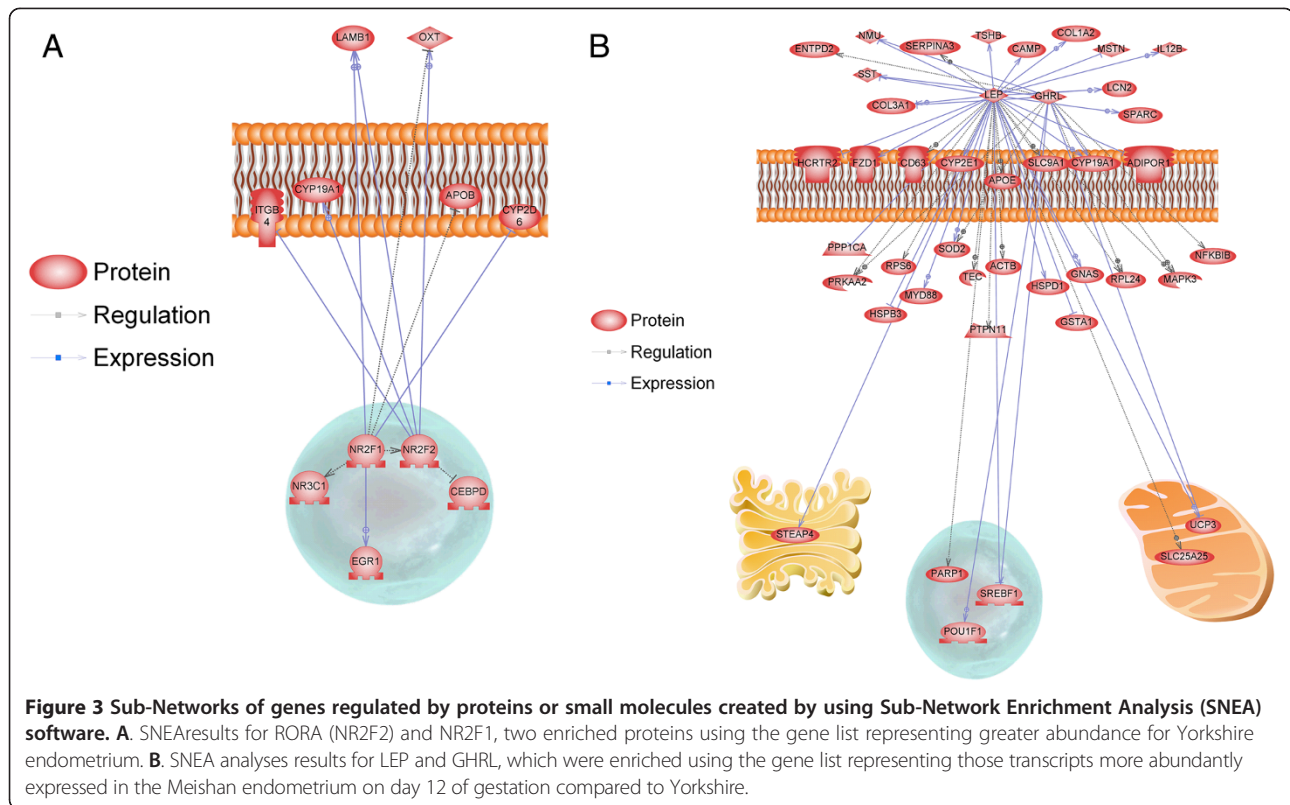 A
LAMB1
OXT
CYP19A1
APOB
ITGB
4
CYP2D
6
Protein
Regulation
Expression
NR2F1
NR2F2
NR3C1
CEBPD
EGR1
B
NMU
TSHB
COL1A2
ENTPD2
SERPINA3
CAMP
MSTN
IL12B
SST
LEP
GHRL
LCN2
COL3A1
SPARC
HCRTR2
FZD1
CD63
CYP2E1
SLC9A1
CYP19A1
ADIPOR1
APOE
PPP1CA
SOD2
NFKBIB
PRKAA2
RPS6
TEC
ACTB
GNAS
RPL24
MAPK3
MYD88
HSPD1
HSPB3
PTPN11
GSTA1
Protein
Regulation
Expression
STEAP4
UCP3
SLC25A25
PARP1
SREBF1
POU1F1
Figure 3 Sub-Networks of genes regulated by proteins or small molecules created by using Sub-Network Enrichment Analysis (SNEA)
software. A. SNEAresults for RORA (NR2F2) and NR2F1, two enriched proteins using the gene list representing greater abundance for Yorkshire
endometrium. B. SNEA analyses results for LEP and GHRL, which were enriched using the gene list representing those transcripts more abundantly
expressed in the Meishan endometrium on day 12 of gestation compared to Yorkshire.